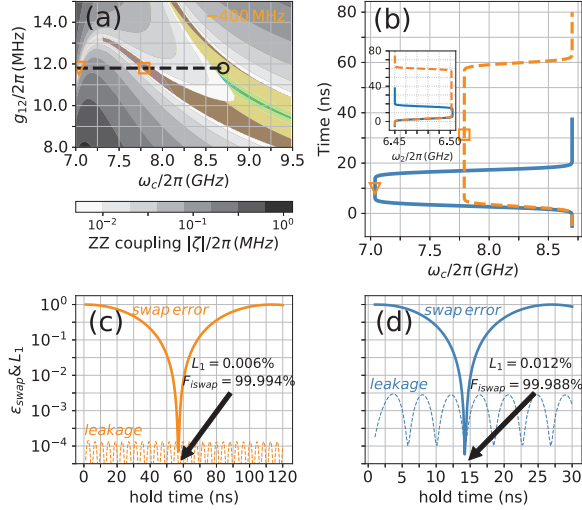 (a)
−400 MHz
g12/2π (MHz)
14.0
12.0
10.0
8.0
7.0 7.5 8.0 8.5 9.0 9.5
ωc/2π (GHz)
10⁻² 10⁻¹ 10⁰
ZZ coupling |ζ|/2π (MHz)
(b)
Time (ns)
80
60
40
20
0
80
40
0
6.45 6.50
ω2/2π (GHz)
7.0 7.5 8.0 8.5
ωc/2π (GHz)
(c)
swap error
εswap & L1
10⁰
10⁻¹
10⁻²
10⁻³
10⁻⁴
L1 = 0.006%
Fiswap = 99.994%
leakage
0 20 40 60 80 100 120
hold time (ns)
(d)
swap error
L1 = 0.012%
Fiswap = 99.988%
leakage
0 5 10 15 20 25 30
hold time (ns)